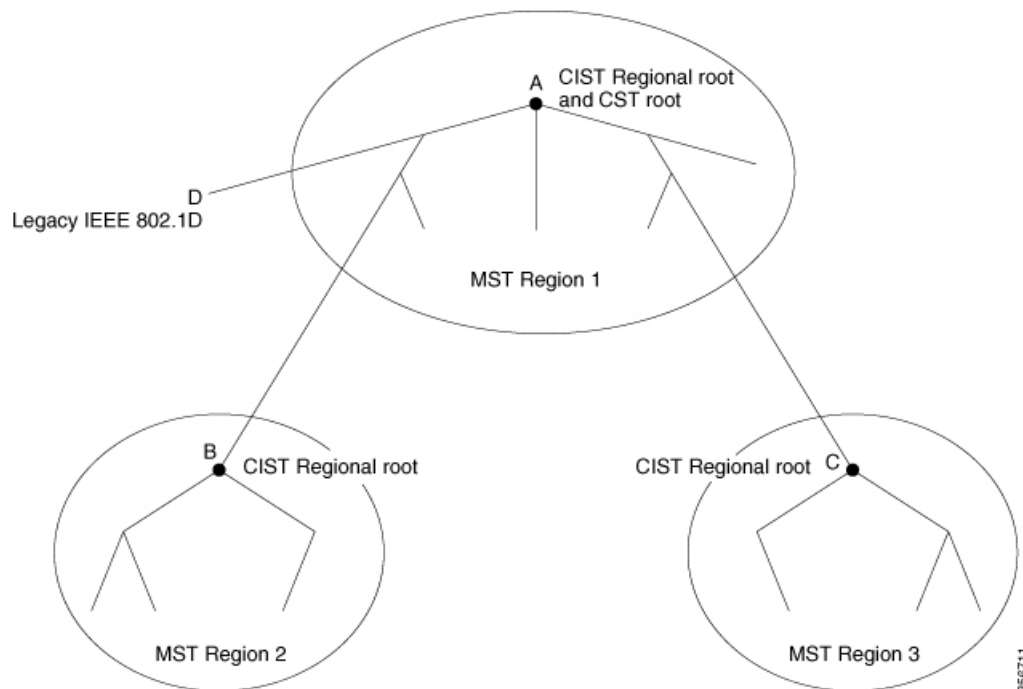 A
CIST Regional root
and CST root
D
Legacy IEEE 802.1D
MST Region 1
B
CIST Regional root
CIST Regional root
C
MST Region 2
MST Region 3